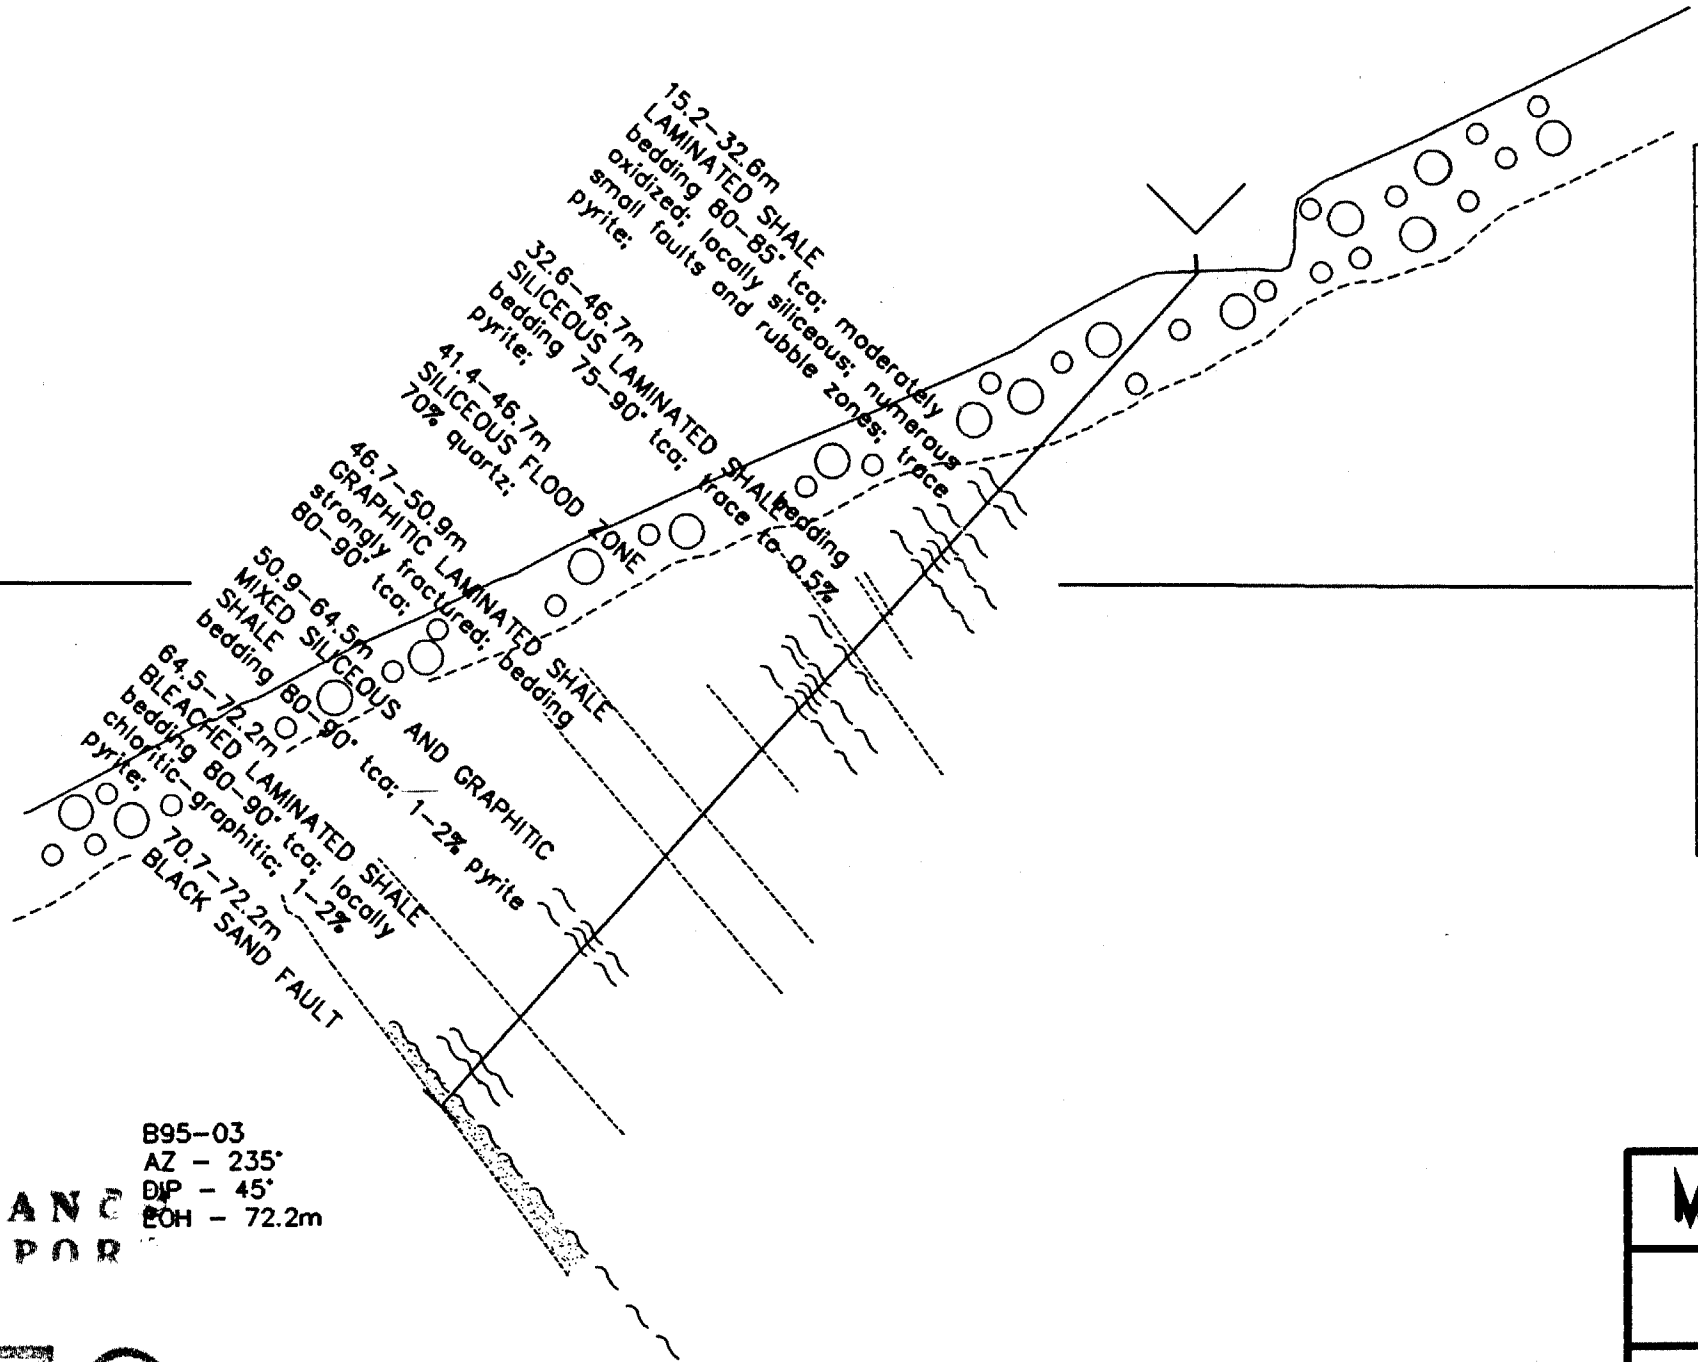 15.2-32.6m
LAMINATED SHALE
bedding 80-85° tca; moderately
oxidized; locally siliceous; numerous
small faults and rubble zones; trace
pyrite;
32.6-46.7m
SILICEOUS LAMINATED SHALE
bedding 75-90° tca; trace to 0.5%
pyrite;
41.4-46.7m
SILICEOUS FLOOD ZONE
70% quartz;
bedding
46.7-50.9m
GRAPHITIC LAMINATED SHALE
strongly fractured; bedding
80-90° tca;
50.9-64.5m
MIXED SILICEOUS AND GRAPHITIC
SHALE
bedding 80-90° tca; 1-2% pyrite
64.5-72.2m
BLEACHED LAMINATED SHALE
bedding 80-90° tca; locally
chloritic-graphitic; 1-2%
pyrite;
70.7-72.2m
BLACK SAND FAULT
B95-03
AZ - 235°
DIP - 45°
EOH - 72.2m
A N C
P O R
M